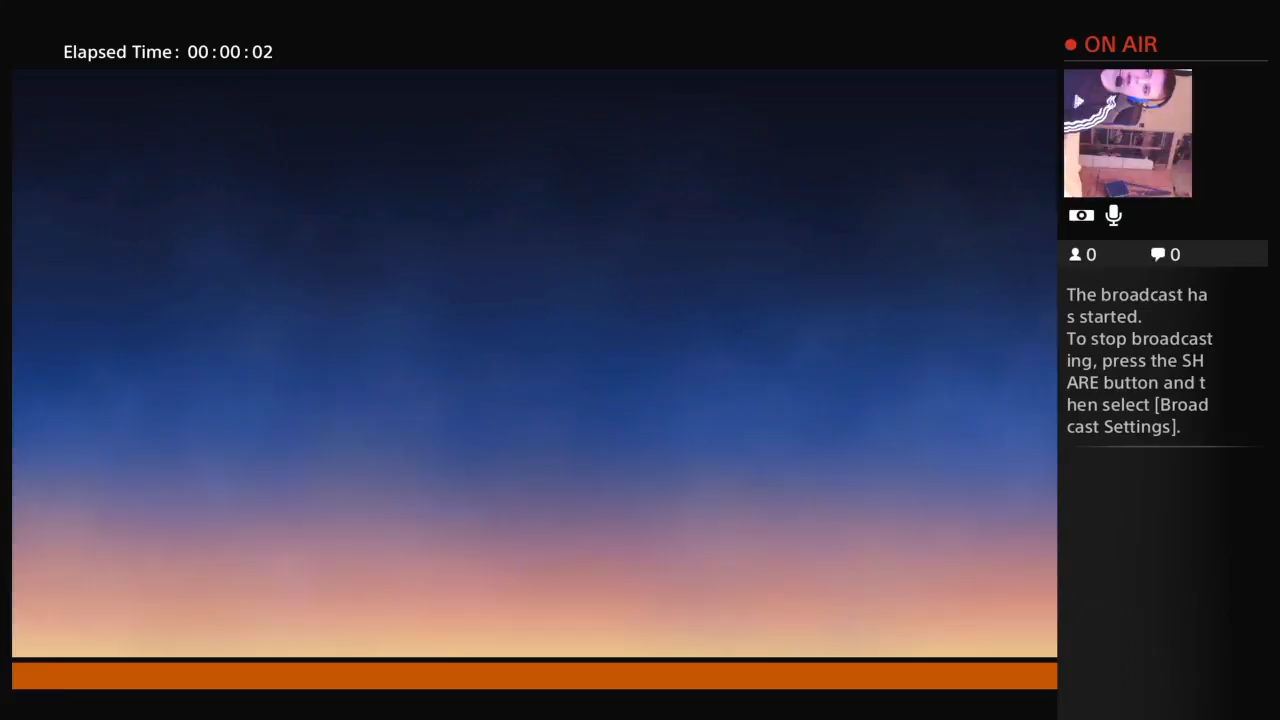 Elapsed Time: 00:00:02
ON AIR
0 0
The broadcast ha
s started.
To stop broadcast
ing, press the SH
ARE button and t
hen select [Broad
cast Settings].